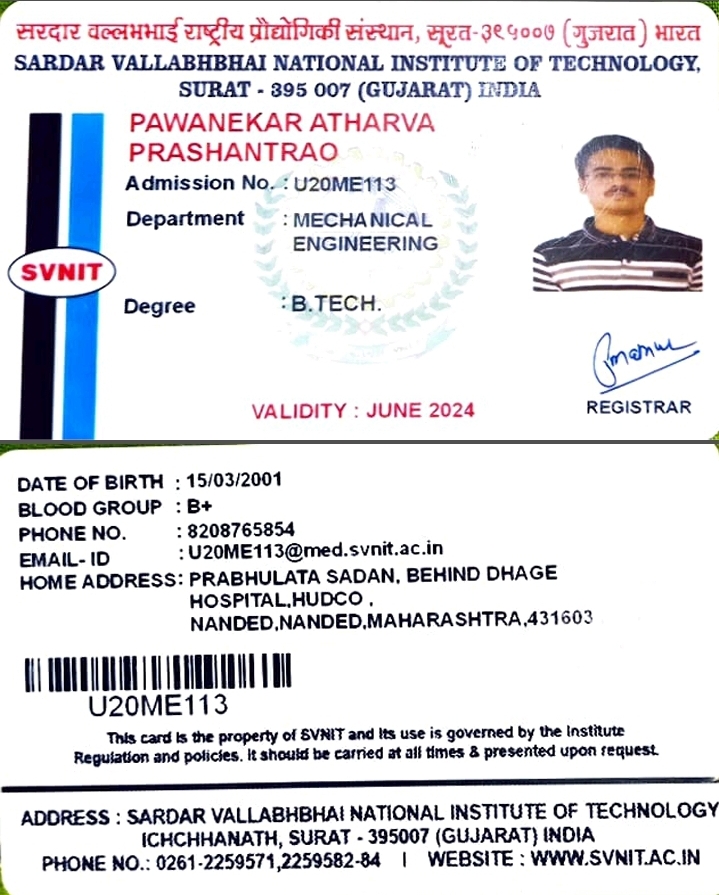 सरदार वल्लभभाई राष्ट्रीय प्रौद्योगिकी संस्थान, सूरत-३९५००७ (गुजरात) भारत
SARDAR VALLABHBHAI NATIONAL INSTITUTE OF TECHNOLOGY,
SURAT - 395 007 (GUJARAT) INDIA
PAWANEKAR ATHARVA
PRASHANTRAO
Admission No. : U20ME113
Department : MECHANICAL
ENGINEERING
SVNIT
Degree : B.TECH.
VALIDITY : JUNE 2024
REGISTRAR
DATE OF BIRTH : 15/03/2001
BLOOD GROUP : B+
PHONE NO. : 8208765854
EMAIL- ID : U20ME113@med.svnit.ac.in
HOME ADDRESS: PRABHULATA SADAN, BEHIND DHAGE
HOSPITAL,HUDCO ,
NANDED,NANDED,MAHARASHTRA,431603
U20ME113
This card is the property of SVNIT and its use is governed by the Institute
Regulation and policies. It should be carried at all times & presented upon request.
ADDRESS : SARDAR VALLABHBHAI NATIONAL INSTITUTE OF TECHNOLOGY
ICHCHHANATH, SURAT - 395007 (GUJARAT) INDIA
PHONE NO.: 0261-2259571,2259582-84 | WEBSITE : WWW.SVNIT.AC.IN